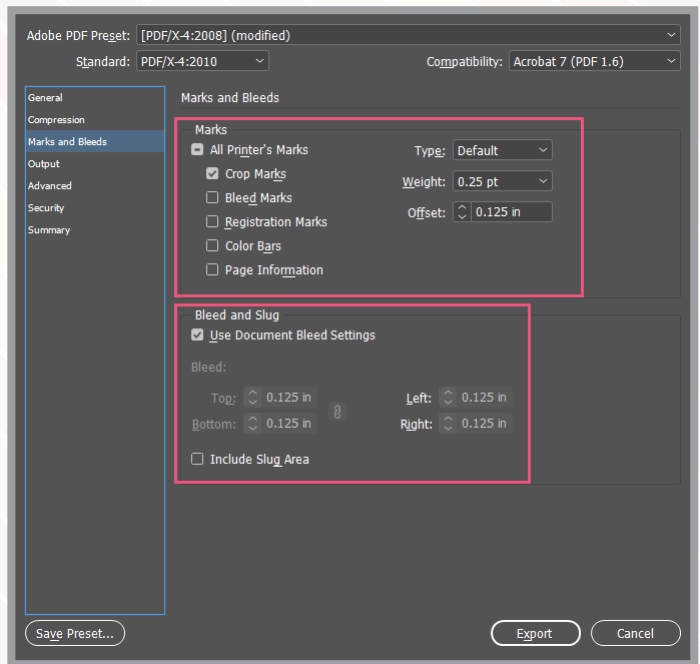 Adobe PDF Preset: [PDF/X-4:2008] (modified)
Standard: PDF/X-4:2010 Compatibility: Acrobat 7 (PDF 1.6)
General
Compression
Marks and Bleeds
Output
Advanced
Security
Summary
Marks and Bleeds
Marks
All Printer's Marks
Crop Marks
Bleed Marks
Registration Marks
Color Bars
Page Information
Type: Default
Weight: 0.25 pt
Offset: 0.125 in
Bleed and Slug
Use Document Bleed Settings
Bleed:
Top: 0.125 in Left: 0.125 in
Bottom: 0.125 in Right: 0.125 in
Include Slug Area
Save Preset... Export Cancel